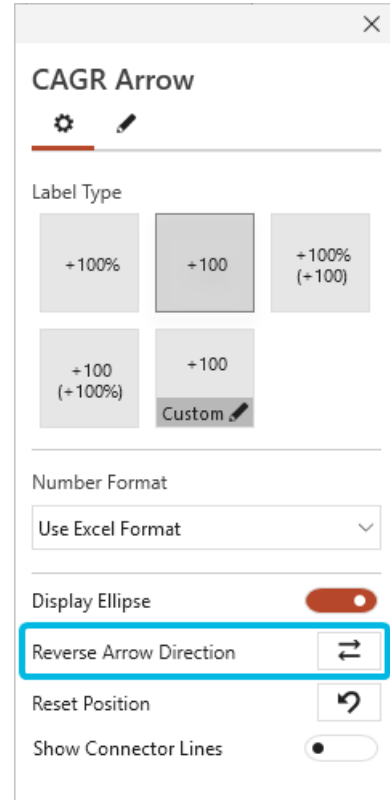 CAGR Arrow
Label Type
+100%
+100
+100%
(+100)
+100
(+100%)
+100
Custom
Number Format
Use Excel Format
Display Ellipse
Reverse Arrow Direction
Reset Position
Show Connector Lines